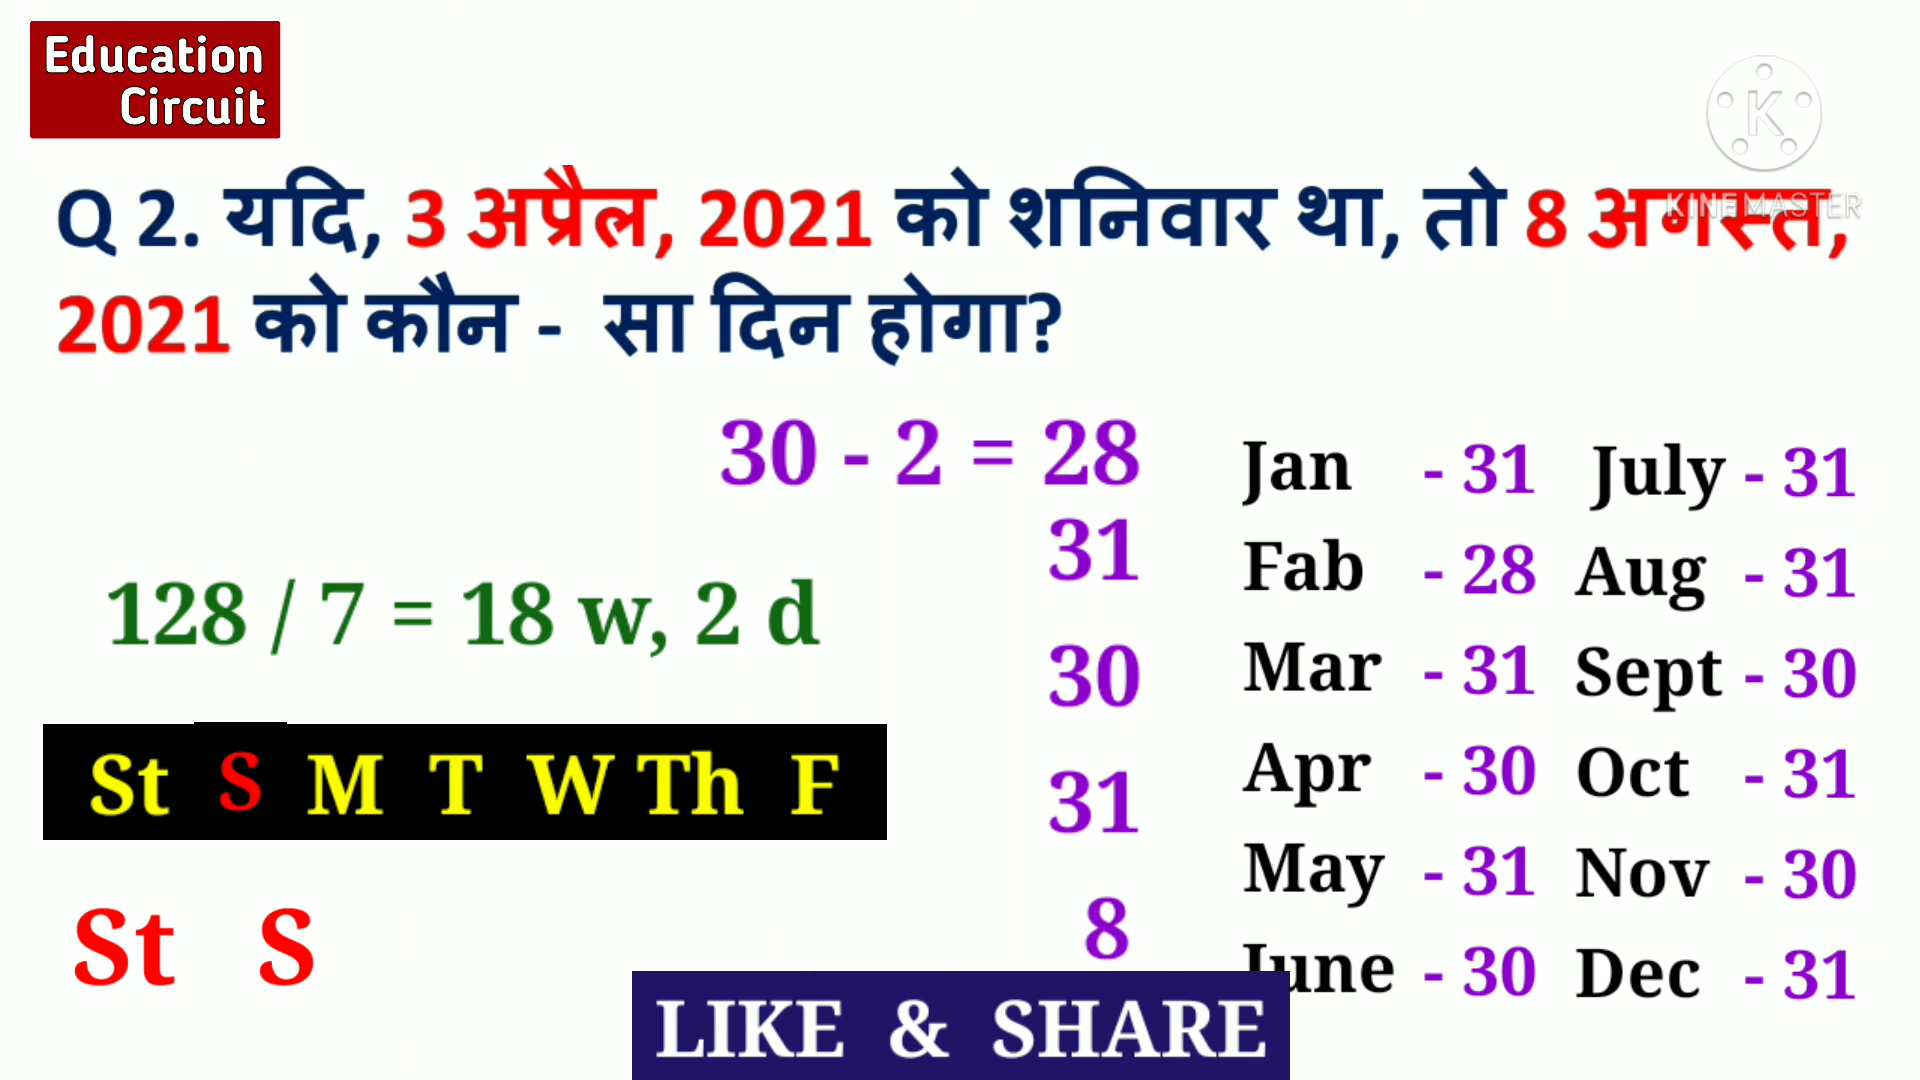 Education
Circuit
K
KINEMASTER
Q 2. यदि, 3 अप्रैल, 2021 को शनिवार था, तो 8 अगस्त,
2021 को कौन - सा दिन होगा?
30 - 2 = 28
31
30
31
8
128 / 7 = 18 w, 2 d
St S M T W Th F
St S
Jan - 31 July - 31
Fab - 28 Aug - 31
Mar - 31 Sept - 30
Apr - 30 Oct - 31
May - 31 Nov - 30
June - 30 Dec - 31
LIKE & SHARE